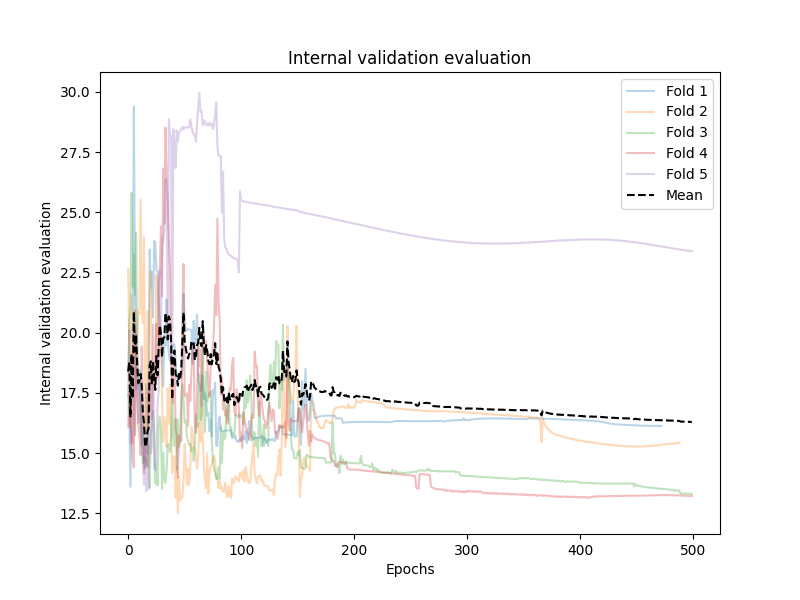 Internal validation evaluation
Internal validation evaluation
30.0
27.5
25.0
22.5
20.0
17.5
15.0
12.5
Fold 1
Fold 2
Fold 3
Fold 4
Fold 5
Mean
0
100
200
300
400
500
Epochs